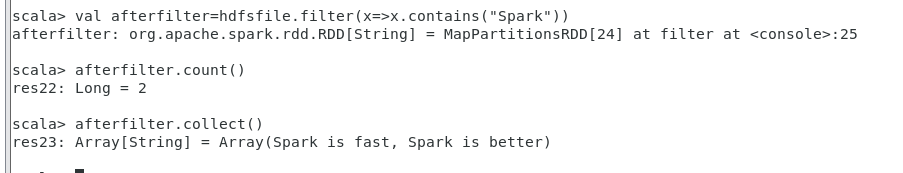 scala> val afterfilter=hdfsfile.filter(x=>x.contains("Spark"))
afterfilter: org.apache.spark.rdd.RDD[String] = MapPartitionsRDD[24] at filter at <console>:25
scala> afterfilter.count()
res22: Long = 2
scala> afterfilter.collect()
res23: Array[String] = Array(Spark is fast, Spark is better)